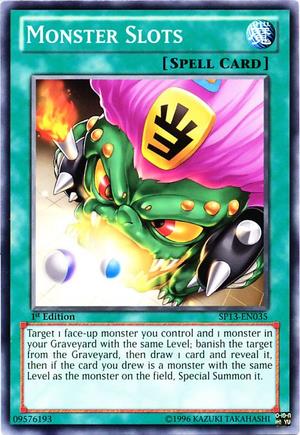 MONSTER SLOTS
[SPELL CARD]
1st Edition
SP13-EN035
Target 1 face-up monster you control and 1 monster in
your Graveyard with the same Level; banish the target
from the Graveyard, then draw 1 card and reveal it,
then if the card you drew is a monster with the same
Level as the monster on the field, Special Summon it.
09576193
©1996 KAZUKI TAKAHASHI